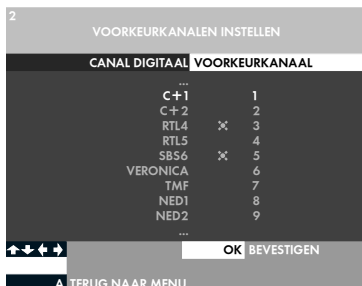 2
VOORKEURKANALEN INSTELLEN
CANAL DIGITAAL VOORKEURKANAAL
...
C+1 1
C+2 2
RTL4 3
RTL5 4
SBS6 5
VERONICA 6
TMF 7
NED1 8
NED2 9
...
OK BEVESTIGEN
A TERUG NAAR MENU